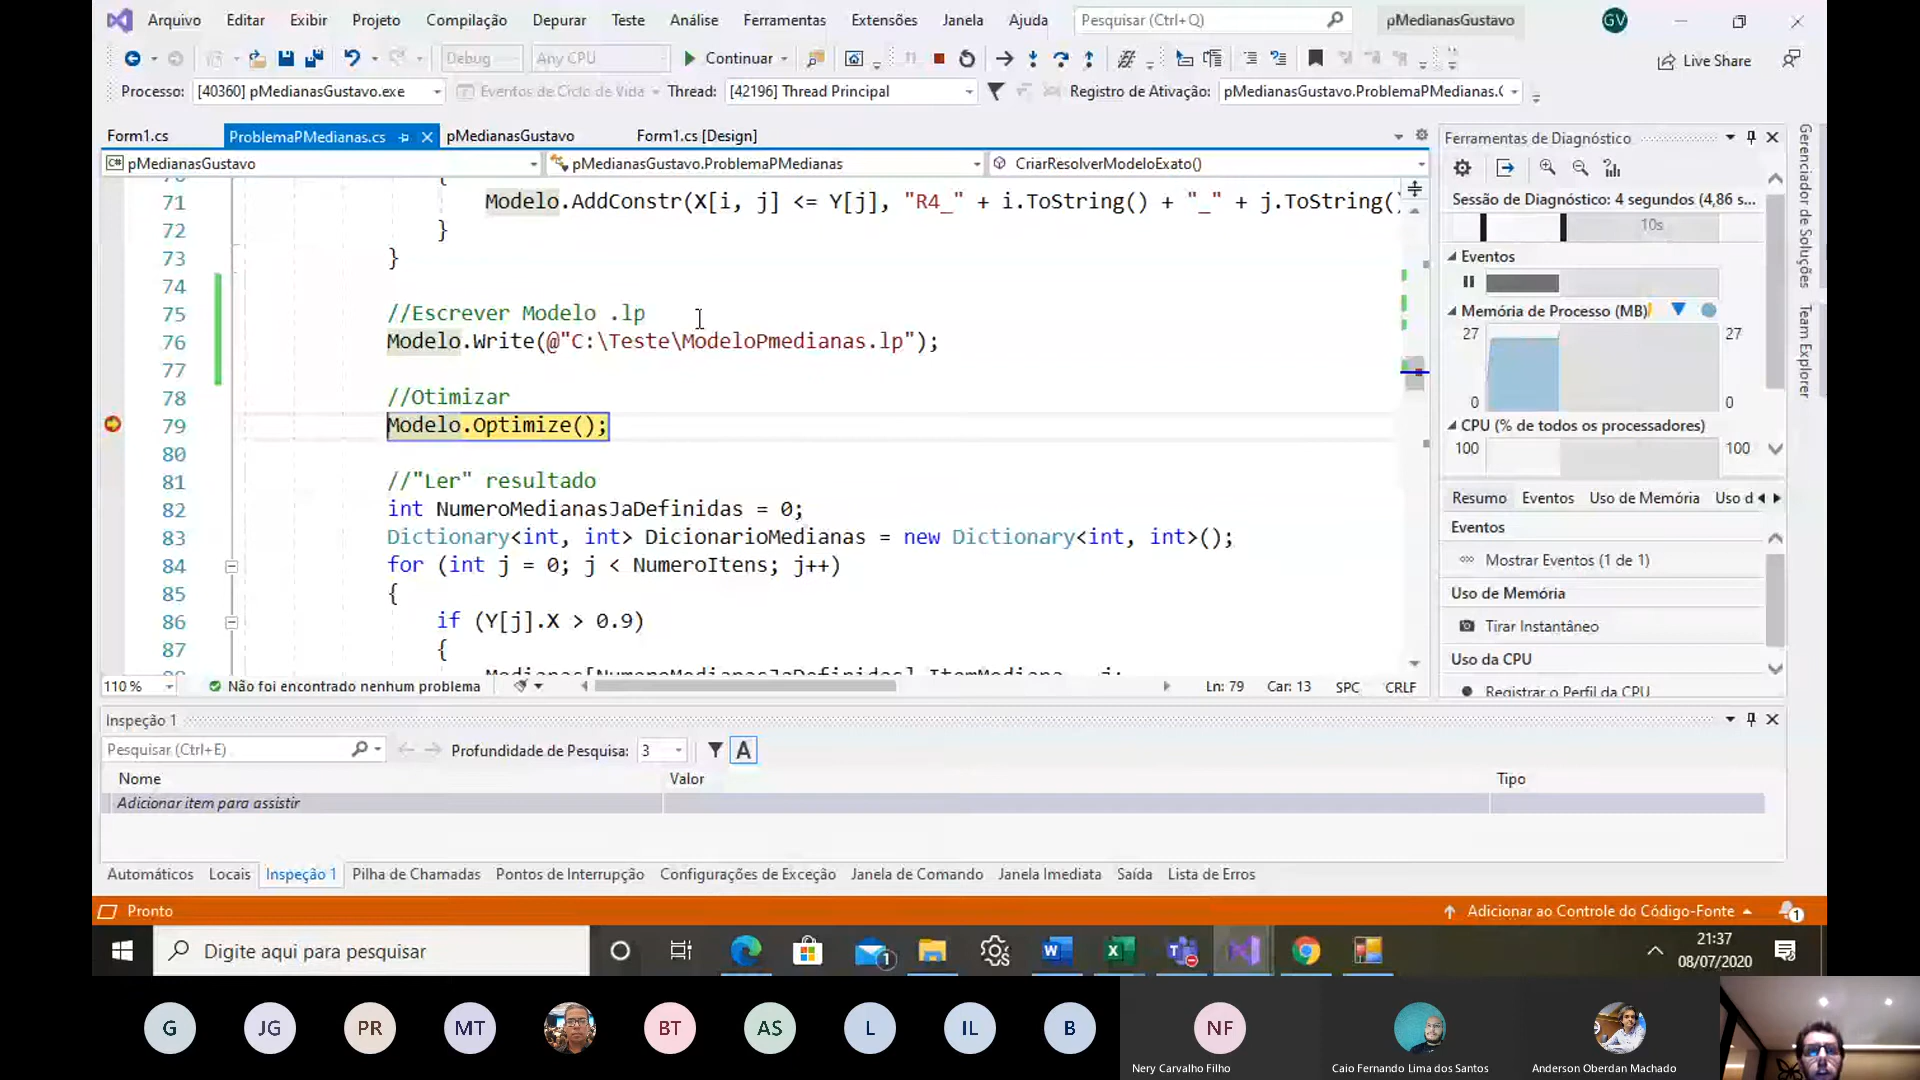 Arquivo Editar Exibir Projeto Compilação Depurar Teste Análise Ferramentas Extensões Janela Ajuda Pesquisar (Ctrl+Q) pMedianasGustavo GV
Debug Any CPU Continuar Live Share
Processo: [40360] pMedianasGustavo.exe Eventos de Ciclo de Vida Thread: [42196] Thread Principal Registro de Ativação: pMedianasGustavo.ProblemaPMedianas.(
Form1.cs ProblemaPMedianas.cs pMedianasGustavo Form1.cs [Design]
pMedianasGustavo pMedianasGustavo.ProblemaPMedianas CriarResolverModeloExato()
{
71 Modelo.AddConstr(X[i, j] <= Y[j], "R4_" + i.ToString() + "_" + j.ToString()
72 }
73 }
74
75 //Escrever Modelo .lp
76 Modelo.Write(@"C:\Teste\ModeloPmedianas.lp");
77
78 //Otimizar
79 Modelo.Optimize();
80
81 //"Ler" resultado
82 int NumeroMedianasJaDefinidas = 0;
83 Dictionary<int, int> DicionarioMedianas = new Dictionary<int, int>();
84 for (int j = 0; j < NumeroItens; j++)
85 {
86 if (Y[j].X > 0.9)
87 {
Medianas[NumeroMedianasJaDefinidas].ItemMediana = j;
110 % Não foi encontrado nenhum problema Ln: 79 Car: 13 SPC CRLF
Ferramentas de Diagnóstico
Sessão de Diagnóstico: 4 segundos (4,86 s...
10s
Eventos
Memória de Processo (MB)
27 27
0 0
CPU (% de todos os processadores)
100 100
Resumo Eventos Uso de Memória Uso d
Eventos
Mostrar Eventos (1 de 1)
Uso de Memória
Tirar Instantâneo
Uso da CPU
Registrar o Perfil da CPU
Gerenciador de Soluções
Team Explorer
Inspeção 1
Pesquisar (Ctrl+E) Profundidade de Pesquisa: 3 A
Nome Valor Tipo
Adicionar item para assistir
Automáticos Locais Inspeção 1 Pilha de Chamadas Pontos de Interrupção Configurações de Exceção Janela de Comando Janela Imediata Saída Lista de Erros
Pronto Adicionar ao Controle do Código-Fonte 1
Digite aqui para pesquisar 1 21:37
08/07/2020
G JG PR MT BT AS L IL B NF
Nery Carvalho Filho Caio Fernando Lima dos Santos Anderson Oberdan Machado